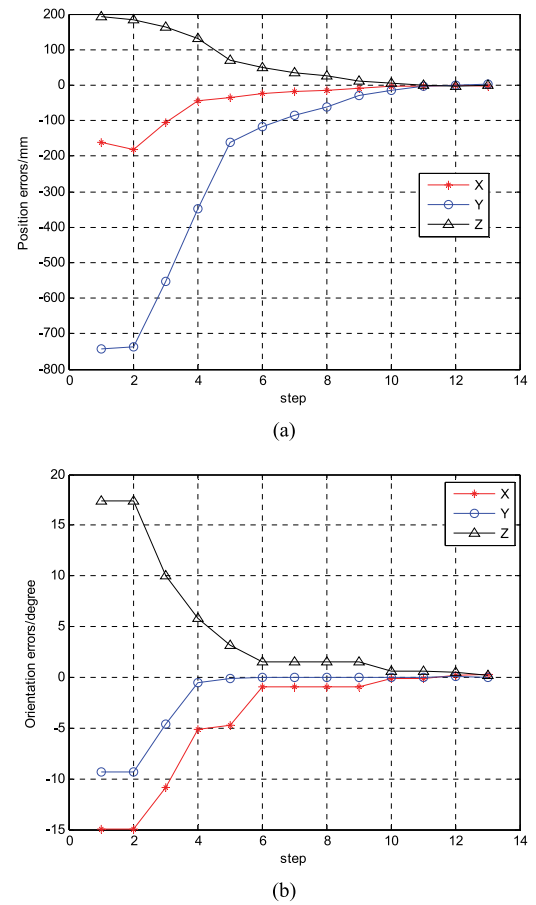 200
100
0
-100
-200
-300
-400
-500
-600
-700
-800
Position errors/mm
X
Y
Z
0 2 4 6 8 10 12 14
step
(a)
20
15
10
5
0
-5
-10
-15
Orientation errors/degree
X
Y
Z
0 2 4 6 8 10 12 14
step
(b)